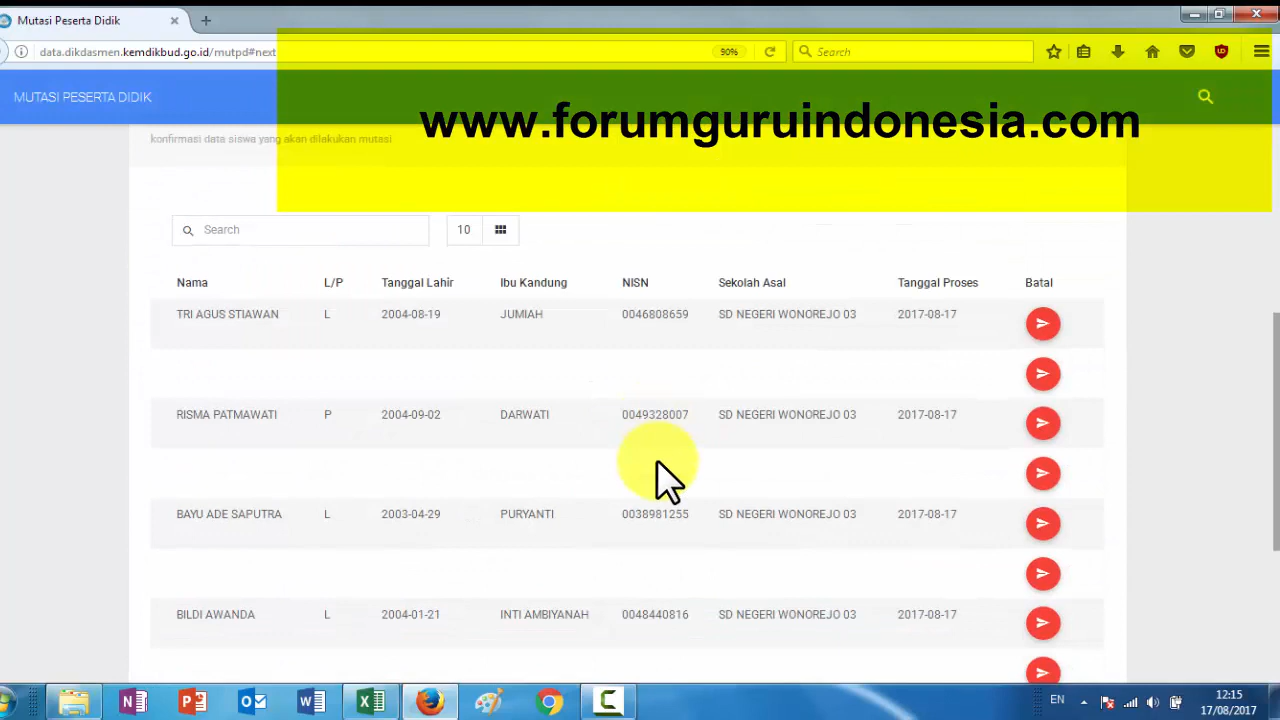 Mutasi Peserta Didik
data.dikdasmen.kemdikbud.go.id/mutpd#next 90% Search
MUTASI PESERTA DIDIK
www.forumguruindonesia.com
konfirmasi data siswa yang akan dilakukan mutasi
Search 10
Nama L/P Tanggal Lahir Ibu Kandung NISN Sekolah Asal Tanggal Proses Batal
TRI AGUS STIAWAN L 2004-08-19 JUMIAH 0046808659 SD NEGERI WONOREJO 03 2017-08-17
RISMA PATMAWATI P 2004-09-02 DARWATI 0049328007 SD NEGERI WONOREJO 03 2017-08-17
BAYU ADE SAPUTRA L 2003-04-29 PURYANTI 0038981255 SD NEGERI WONOREJO 03 2017-08-17
BILDI AWANDA L 2004-01-21 INTI AMBIYANAH 0048440816 SD NEGERI WONOREJO 03 2017-08-17
EN 12:15
17/08/2017